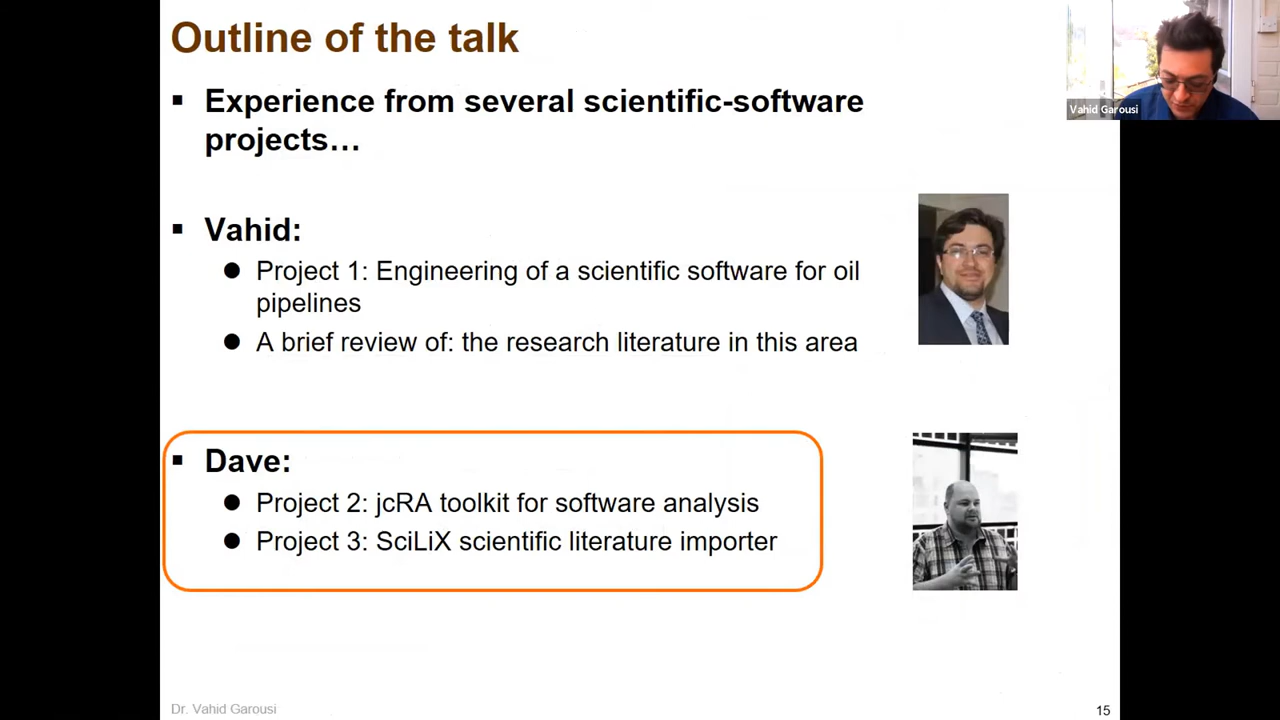 Outline of the talk
▪ Experience from several scientific-software
projects…
Vahid Garousi
▪ Vahid:
● Project 1: Engineering of a scientific software for oil
pipelines
● A brief review of: the research literature in this area
▪ Dave:
● Project 2: jcRA toolkit for software analysis
● Project 3: SciLiX scientific literature importer
Dr. Vahid Garousi
15